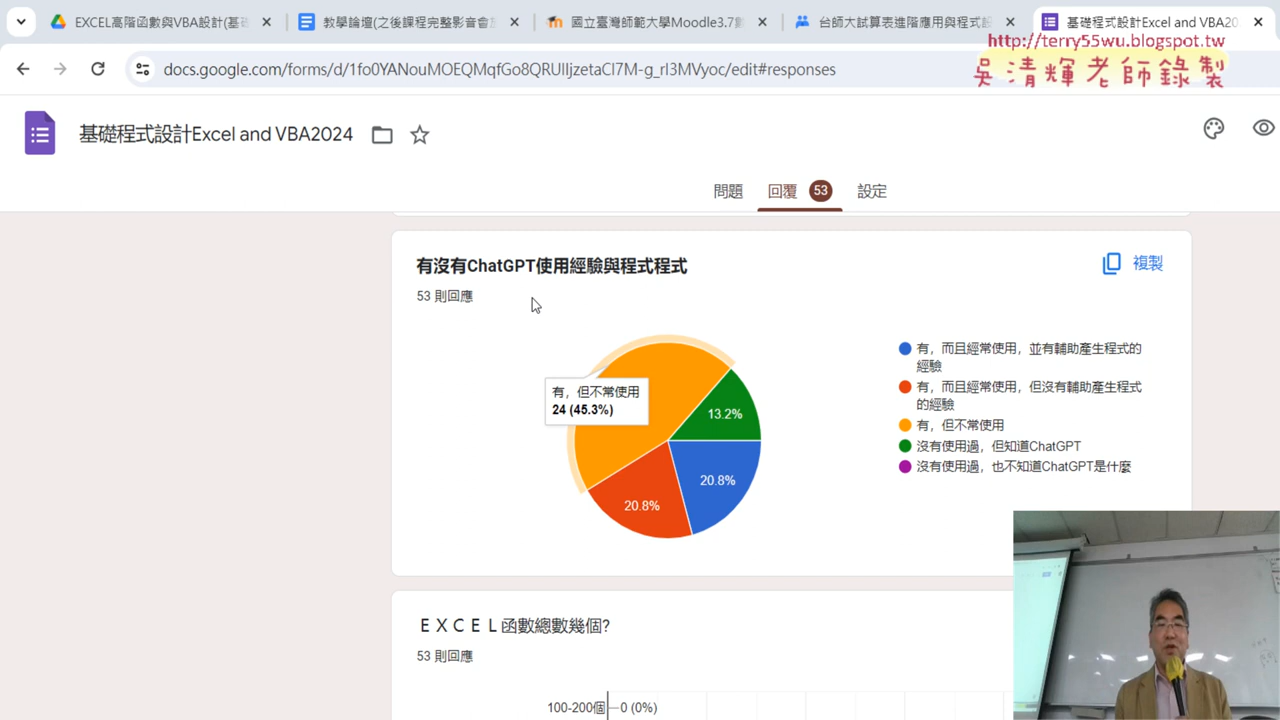 EXCEL高階函數與VBA設計(基礎
教學論壇(之後課程完整影音會
國立臺灣師範大學Moodle3.7數
台師大試算表進階應用與程式設
基礎程式設計Excel and VBA20
http://terry55wu.blogspot.tw
吳清輝老師錄製
基礎程式設計Excel and VBA2024
問題
回覆
53
設定
有沒有ChatGPT使用經驗與程式程式
複製
53 則回應
有，而且經常使用，並有輔助產生程式的
經驗
有，而且經常使用，但沒有輔助產生程式
的經驗
有，但不常使用
沒有使用過，但知道ChatGPT
沒有使用過，也不知道ChatGPT是什麼
有，但不常使用
24 (45.3%)
13.2%
20.8%
20.8%
ＥＸＣＥＬ函數總數幾個?
53 則回應
100-200個
0 (0%)